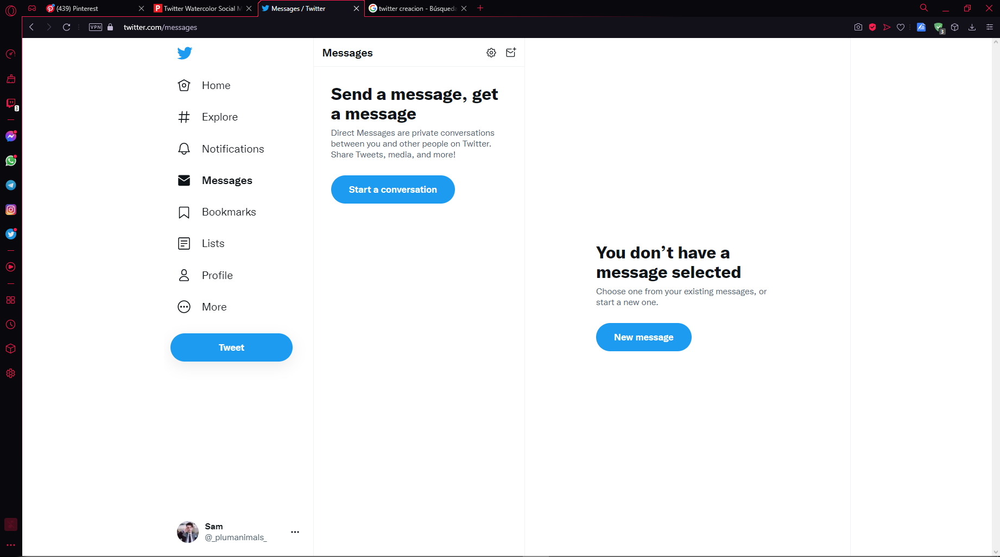 (439) Pinterest
Twitter Watercolor Social M
Messages / Twitter
twitter creacion - Búsqueda
VPN
twitter.com/messages
3
3
Home
Explore
Notifications
Messages
Bookmarks
Lists
Profile
More
Tweet
Sam
@_plumanimals_
Messages
Send a message, get
a message
Direct Messages are private conversations
between you and other people on Twitter.
Share Tweets, media, and more!
Start a conversation
You don’t have a
message selected
Choose one from your existing messages, or
start a new one.
New message